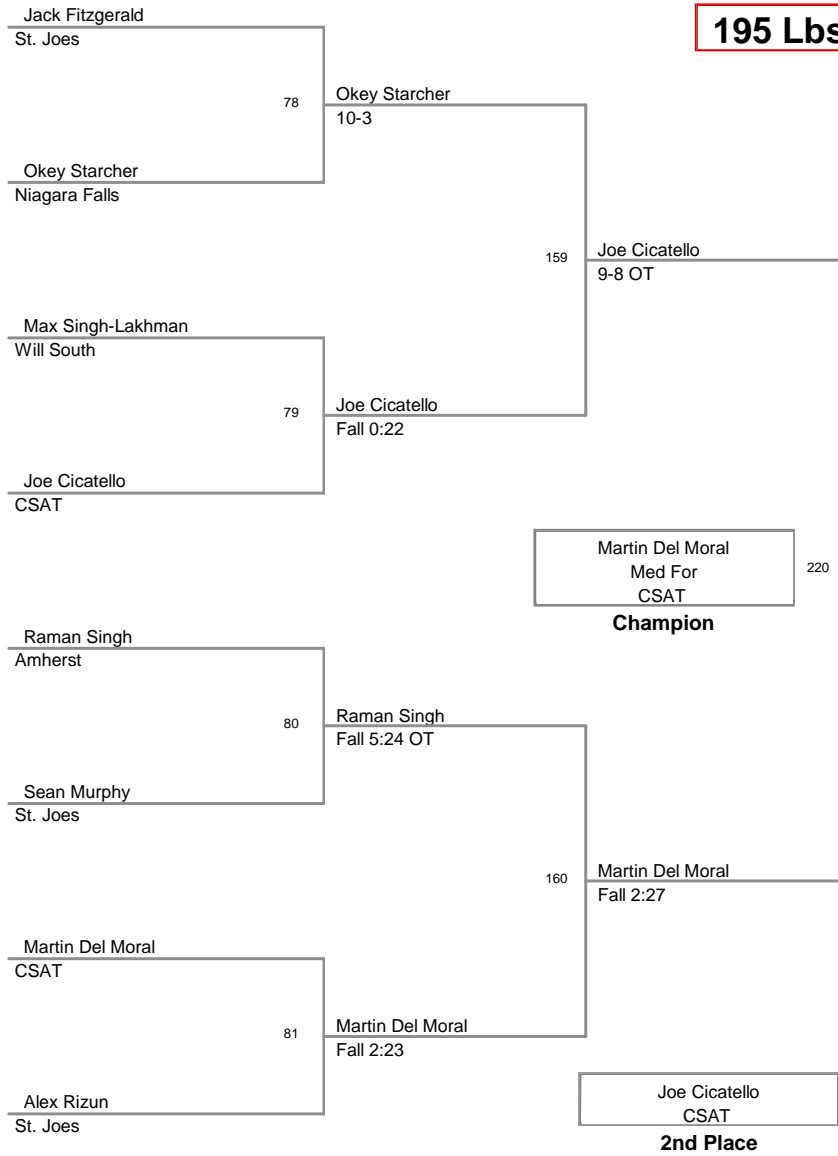 Jack Fitzgerald
St. Joes
195 Lbs
78
Okey Starcher
10-3
Okey Starcher
Niagara Falls
159
Joe Cicatello
9-8 OT
Max Singh-Lakhman
Will South
79
Joe Cicatello
Fall 0:22
Joe Cicatello
CSAT
Martin Del Moral
Med For
CSAT
220
Champion
Raman Singh
Amherst
80
Raman Singh
Fall 5:24 OT
Sean Murphy
St. Joes
160
Martin Del Moral
Fall 2:27
Martin Del Moral
CSAT
81
Martin Del Moral
Fall 2:23
Alex Rizun
St. Joes
Joe Cicatello
CSAT
2nd Place